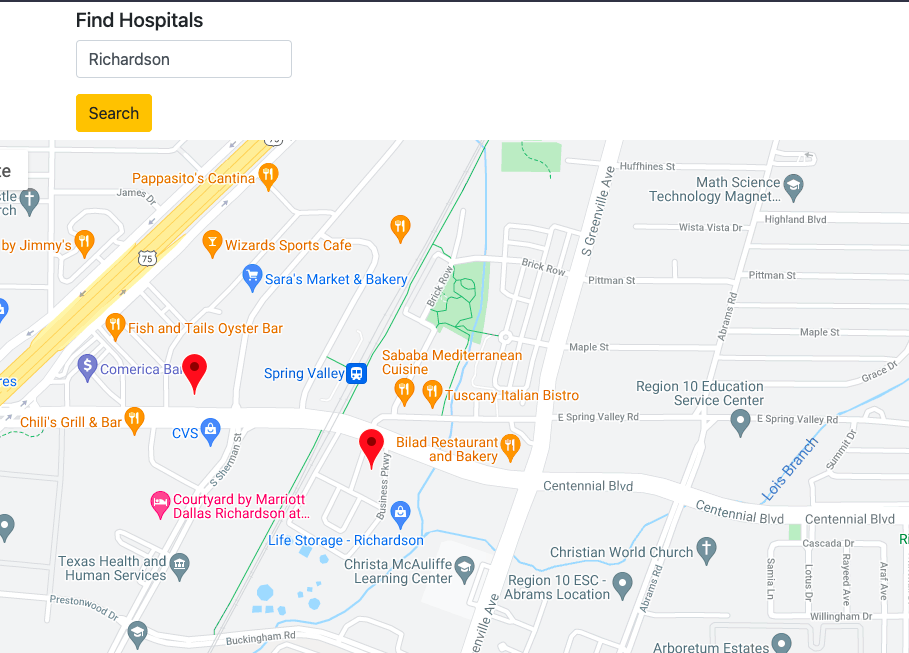 Find Hospitals
Richardson
Search
75
Huffhines St
Pappasito's Cantina
James Dr
Math Science
Technology Magnet...
S Greenville Ave
Highland Blvd
Wista Vista Dr
by Jimmy's
Wizards Sports Cafe
75
Brick Row
Brick Row
Sara's Market & Bakery
Pittman St
Pittman St
Abrams Rd
Fish and Tails Oyster Bar
Maple St
Maple St
Sababa Mediterranean
Cuisine
Comerica Ba
Spring Valley
Grace Dr
Region 10 Education
Service Center
Tuscany Italian Bistro
Chili's Grill & Bar
E Spring Valley Rd
E Spring Valley Rd
CVS
Bilad Restaurant
and Bakery
S Sherman St
Summit Dr
Lois Branch
Business Pkwy
Centennial Blvd
Courtyard by Marriott
Dallas Richardson at...
Centennial Blvd
Centennial Blvd
Life Storage - Richardson
Cascada Dr
Christian World Church
Texas Health and
Human Services
Christa McAuliffe
Learning Center
Region 10 ESC -
Abrams Location
Abrams Rd
Samia Ln
Lotus Dr
Rayeed Ave
Araf Ave
Prestonwood Dr
Willingham Dr
enville Ave
Buckingham Rd
Arboretum Estates